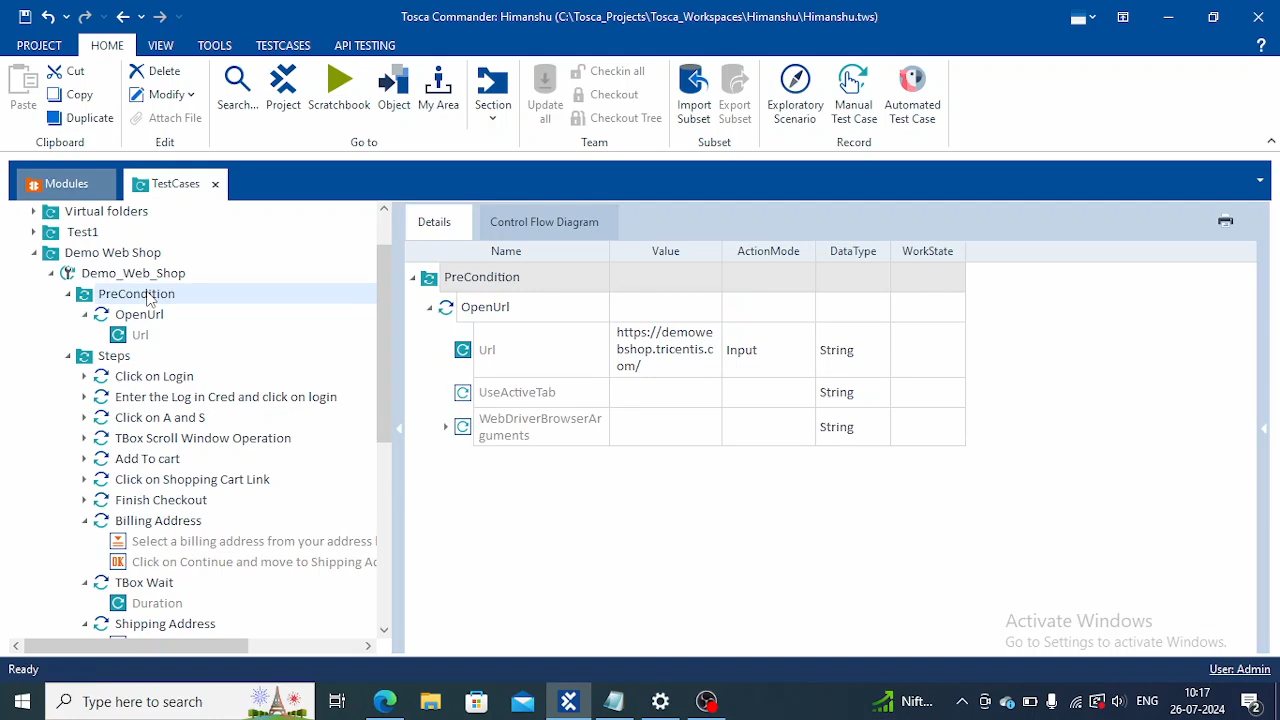 Tosca Commander: Himanshu (C:\Tosca_Projects\Tosca_Workspaces\Himanshu\Himanshu.tws)
PROJECT HOME VIEW TOOLS TESTCASES API TESTING ?
Paste Cut Copy Duplicate
Clipboard
Delete Modify Attach File
Edit
Search... Project Scratchbook Object My Area Section
Go to
Update all Checkin all Checkout Checkout Tree
Team
Import Subset Export Subset
Subset
Exploratory Scenario Manual Test Case Automated Test Case
Record
Modules TestCases
Virtual folders
Test1
Demo Web Shop
Demo_Web_Shop
PreCondition
OpenUrl
Url
Steps
Click on Login
Enter the Log in Cred and click on login
Click on A and S
TBox Scroll Window Operation
Add To cart
Click on Shopping Cart Link
Finish Checkout
Billing Address
Select a billing address from your address
OK Click on Continue and move to Shipping Ac
TBox Wait
Duration
Shipping Address
Details Control Flow Diagram
Name Value ActionMode DataType WorkState
PreCondition
OpenUrl
Url https://demowe
bshop.tricentis.c
om/ Input String
UseActiveTab String
WebDriverBrowserAr
guments String
Activate Windows
Go to Settings to activate Windows.
Ready User: Admin
Type here to search Nift... ENG 10:17
26-07-2024 2